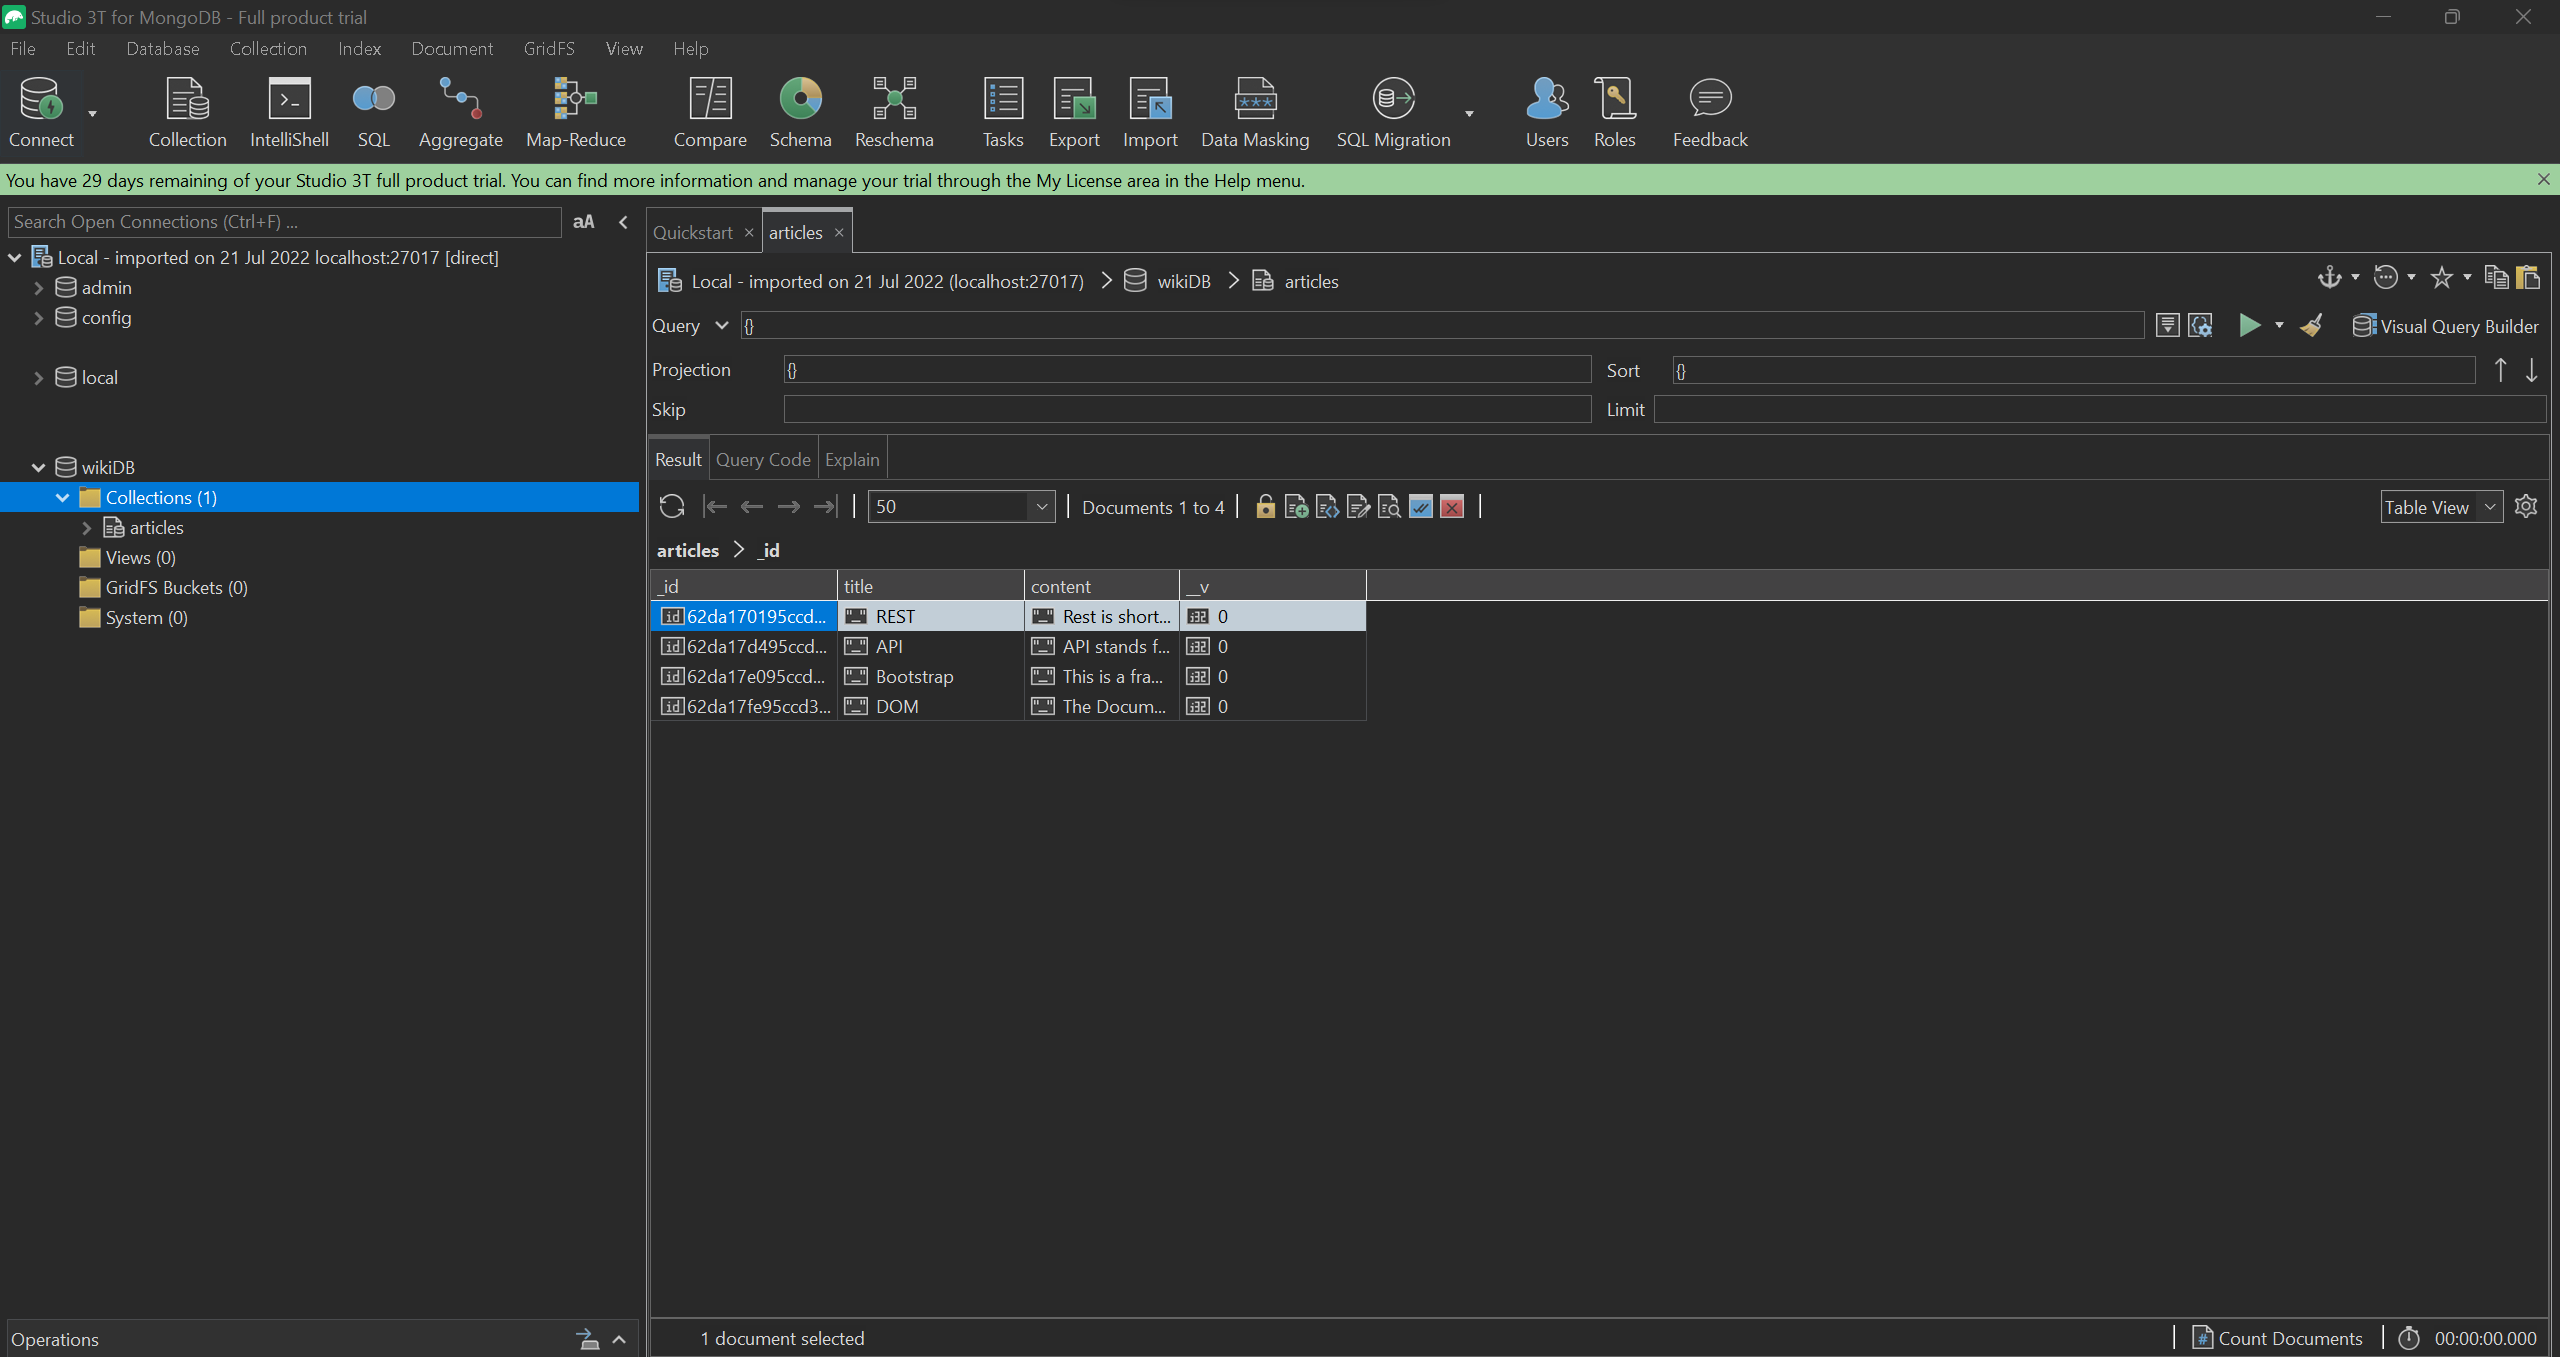 Studio 3T for MongoDB - Full product trial
File Edit Database Collection Index Document GridFS View Help
Connect Collection IntelliShell SQL Aggregate Map-Reduce Compare Schema Reschema Tasks Export Import Data Masking SQL Migration Users Roles Feedback
You have 29 days remaining of your Studio 3T full product trial. You can find more information and manage your trial through the My License area in the Help menu.
Search Open Connections (Ctrl+F) ... aA
Local - imported on 21 Jul 2022 localhost:27017 [direct]
admin
config
local
wikiDB
Collections (1)
articles
Views (0)
GridFS Buckets (0)
System (0)
Operations
Quickstart articles
Local - imported on 21 Jul 2022 (localhost:27017) wikiDB articles
Query {} Visual Query Builder
Projection {} Sort {}
Skip Limit
Result Query Code Explain
50 Documents 1 to 4 Table View
articles _id
_id title content __v
id 62da170195ccd... "_" REST "_" Rest is short... i32 0
id 62da17d495ccd... "_" API "_" API stands f... i32 0
id 62da17e095ccd... "_" Bootstrap "_" This is a fra... i32 0
id 62da17fe95ccd3... "_" DOM "_" The Docum... i32 0
1 document selected # Count Documents 00:00:00.000